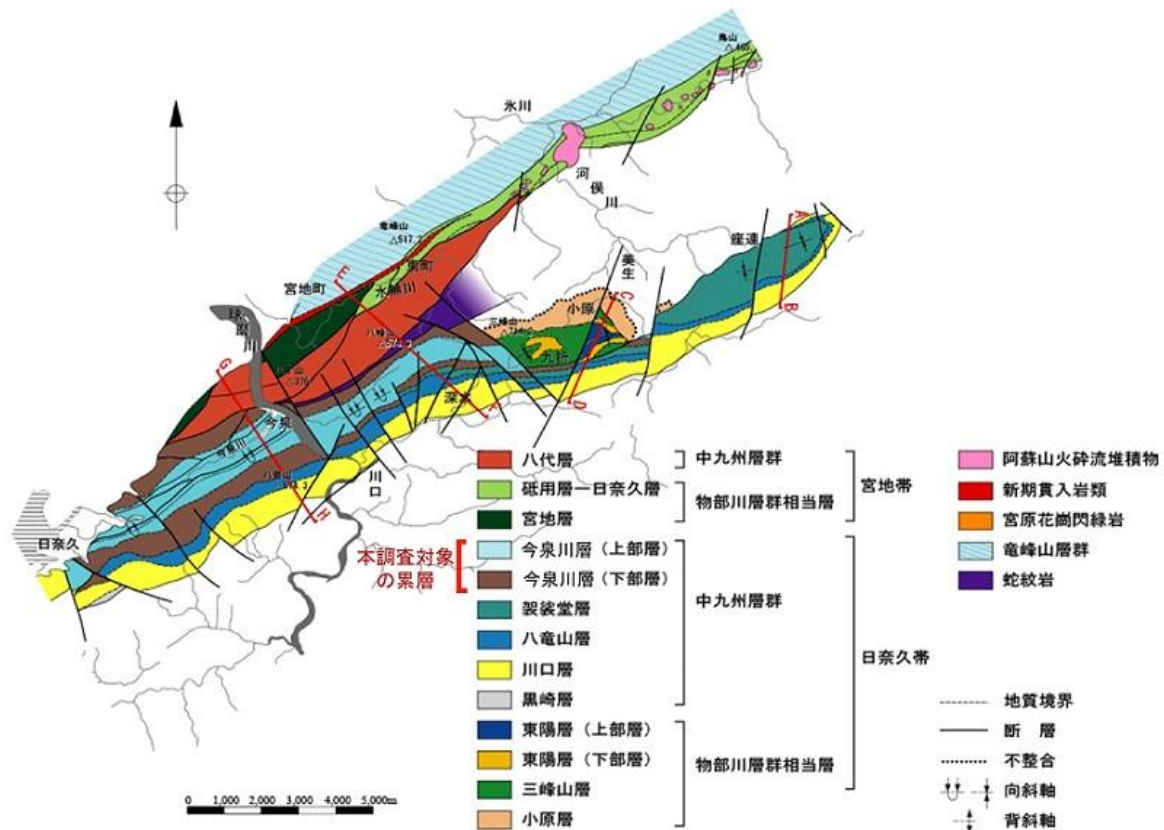 鳥山
氷川
河俣川
竜峰山
△517.2
東町
宮地町
水無川
球磨川
八峰山
三峰山
小原
美生
座連
九折
深水
今泉
今泉川
川口
日奈久
A
B
C
D
E
F
G
H
本調査対象
の累層
八代層
砥用層―日奈久層
宮地層
今泉川層（上部層）
今泉川層（下部層）
袈裟堂層
八竜山層
川口層
黒崎層
東陽層（上部層）
東陽層（下部層）
三峰山層
小原層
中九州層群
物部川層群相当層
中九州層群
物部川層群相当層
宮地帯
日奈久帯
阿蘇山火砕流堆積物
新期貫入岩類
宮原花崗閃緑岩
竜峰山層群
蛇紋岩
地質境界
断 層
不整合
向斜軸
背斜軸
0 1,000 2,000 3,000 4,000 5,000m